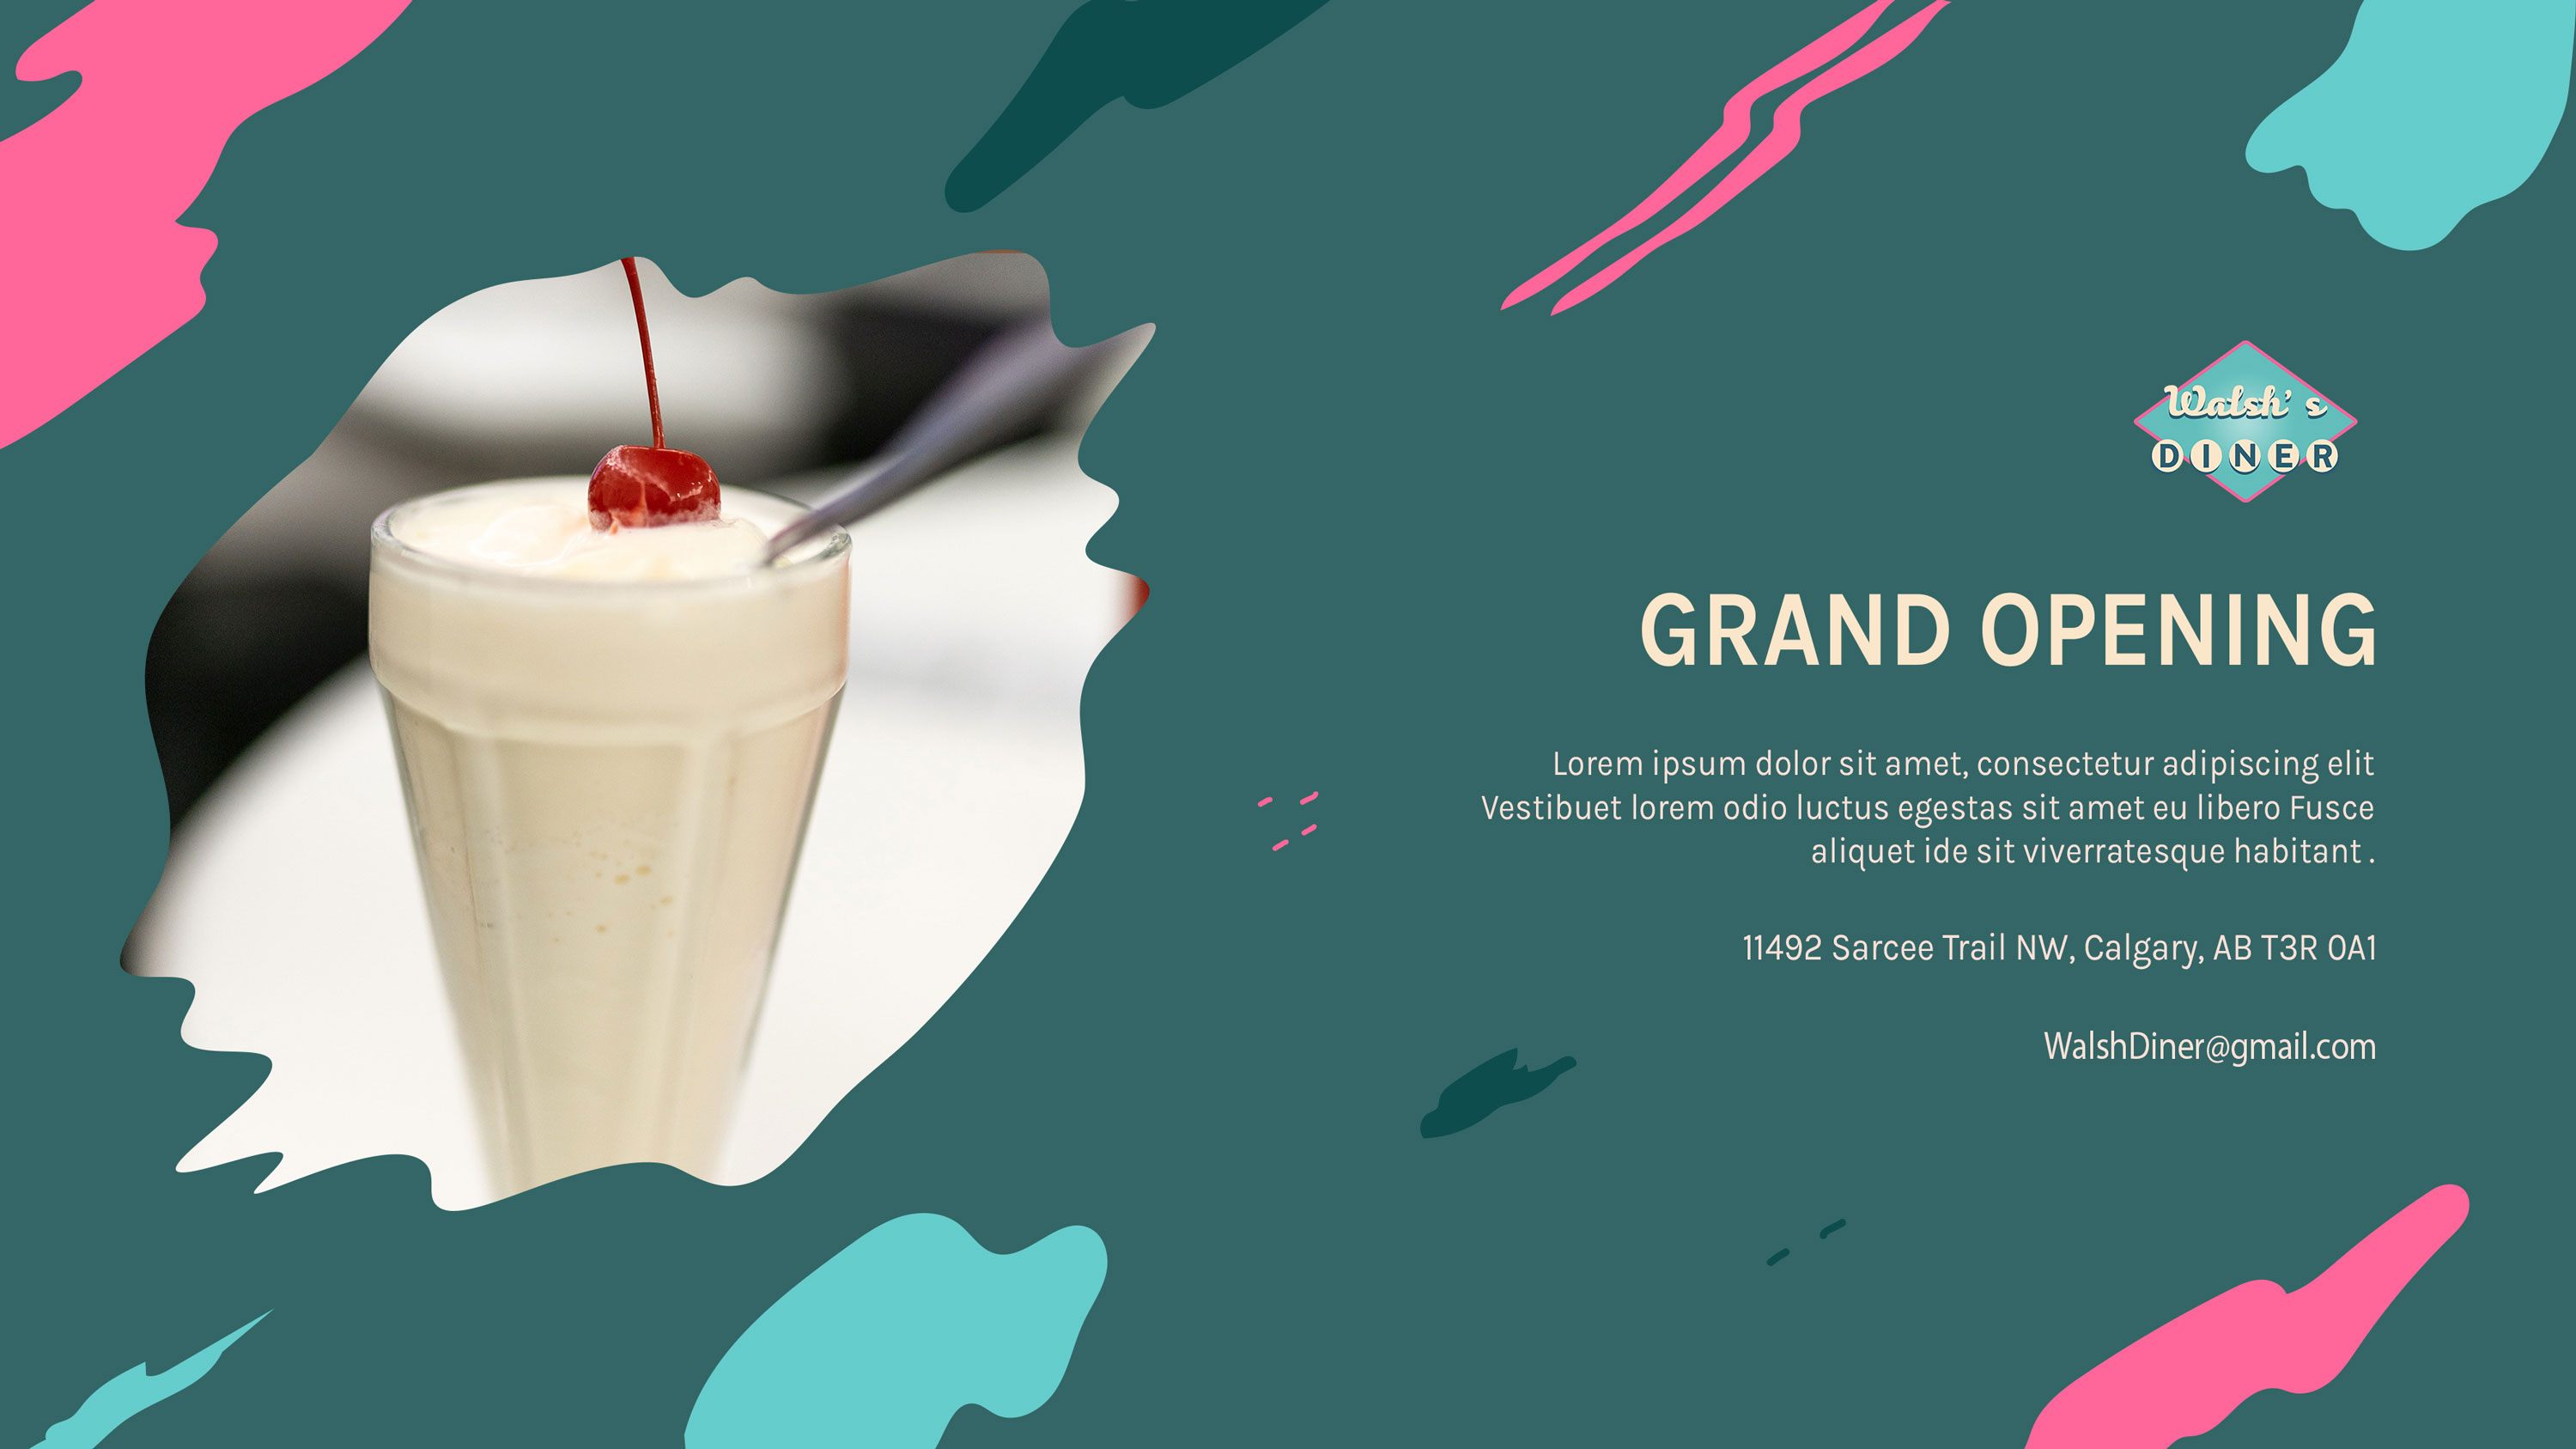 Walsh's
DINER
GRAND OPENING
Lorem ipsum dolor sit amet, consectetur adipiscing elit
Vestibuet lorem odio luctus egestas sit amet eu libero Fusce
aliquet ide sit viverratesque habitant .
11492 Sarcee Trail NW, Calgary, AB T3R 0A1
WalshDiner@gmail.com